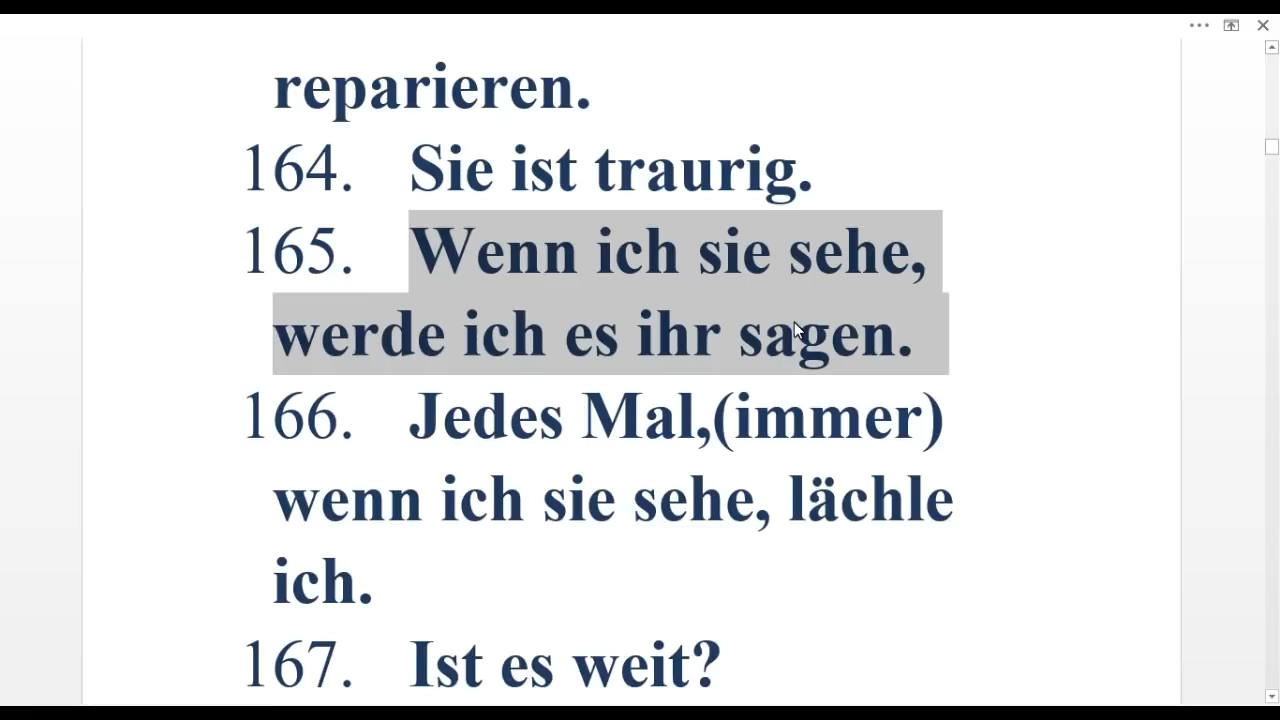 reparieren.
164. Sie ist traurig.
165. Wenn ich sie sehe,
werde ich es ihr sagen.
166. Jedes Mal,(immer)
wenn ich sie sehe, lächle
ich.
167. Ist es weit?